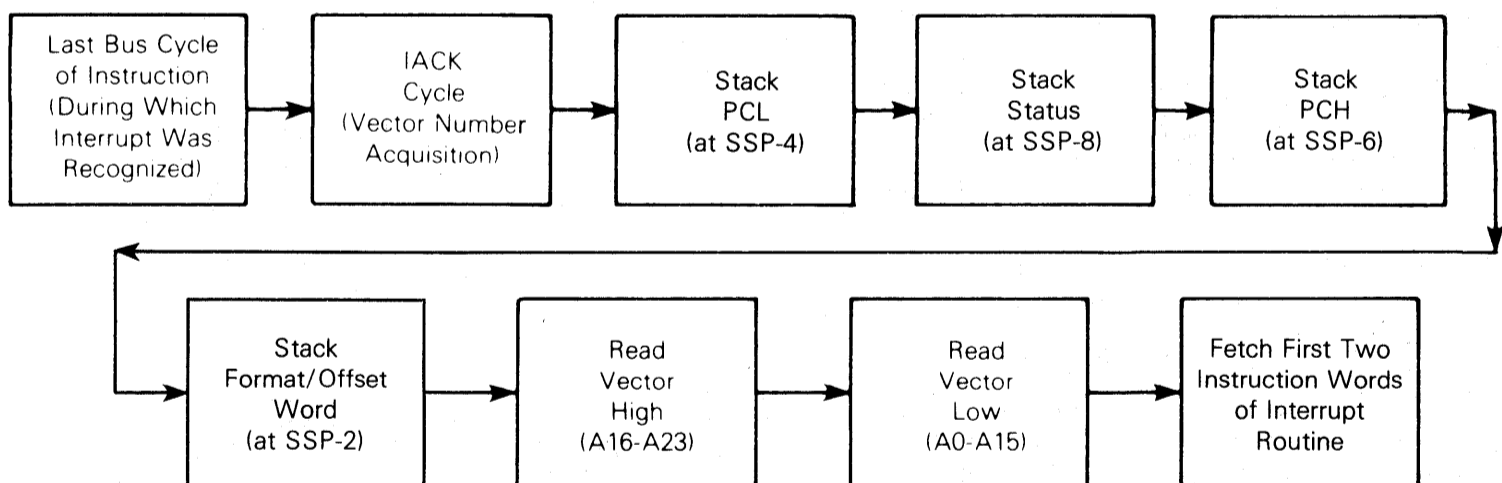 Last Bus Cycle
of Instruction
(During Which
Interrupt Was
Recognized)
IACK
Cycle
(Vector Number
Acquisition)
Stack
PCL
(at SSP-4)
Stack
Status
(at SSP-8)
Stack
PCH
(at SSP-6)
Stack
Format/Offset
Word
(at SSP-2)
Read
Vector
High
(A16-A23)
Read
Vector
Low
(A0-A15)
Fetch First Two
Instruction Words
of Interrupt
Routine